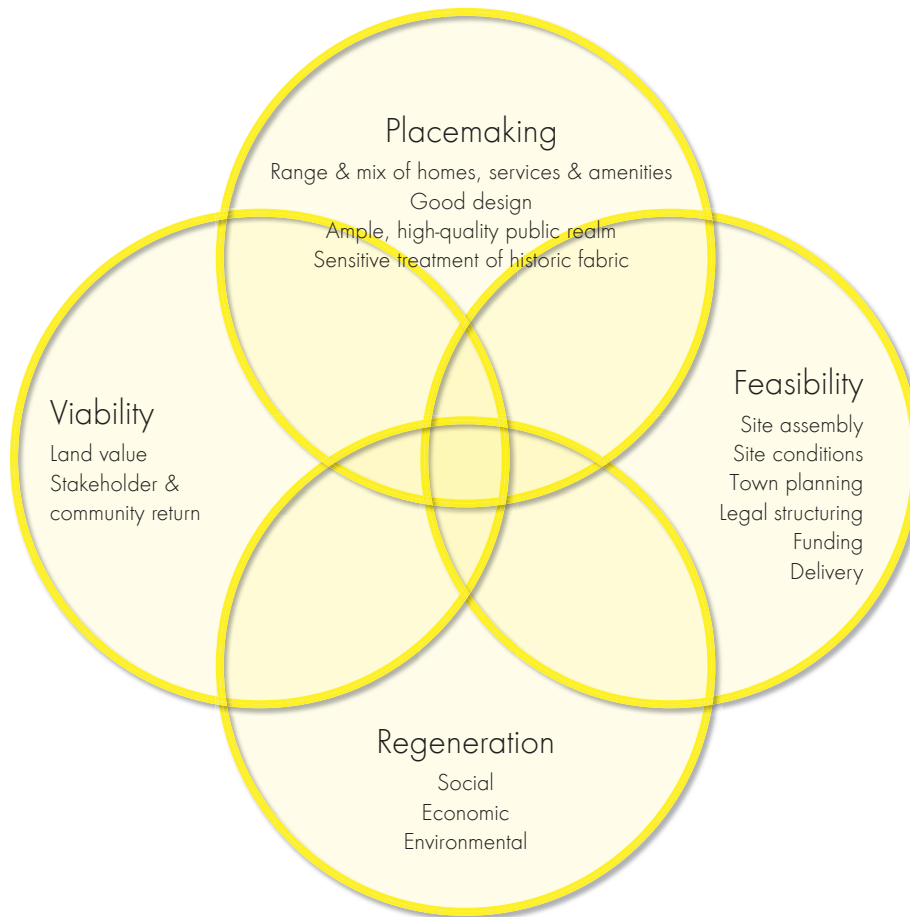 Placemaking
Range & mix of homes, services & amenities
Good design
Ample, high-quality public realm
Sensitive treatment of historic fabric
Viability
Land value
Stakeholder &
community return
Feasibility
Site assembly
Site conditions
Town planning
Legal structuring
Funding
Delivery
Regeneration
Social
Economic
Environmental